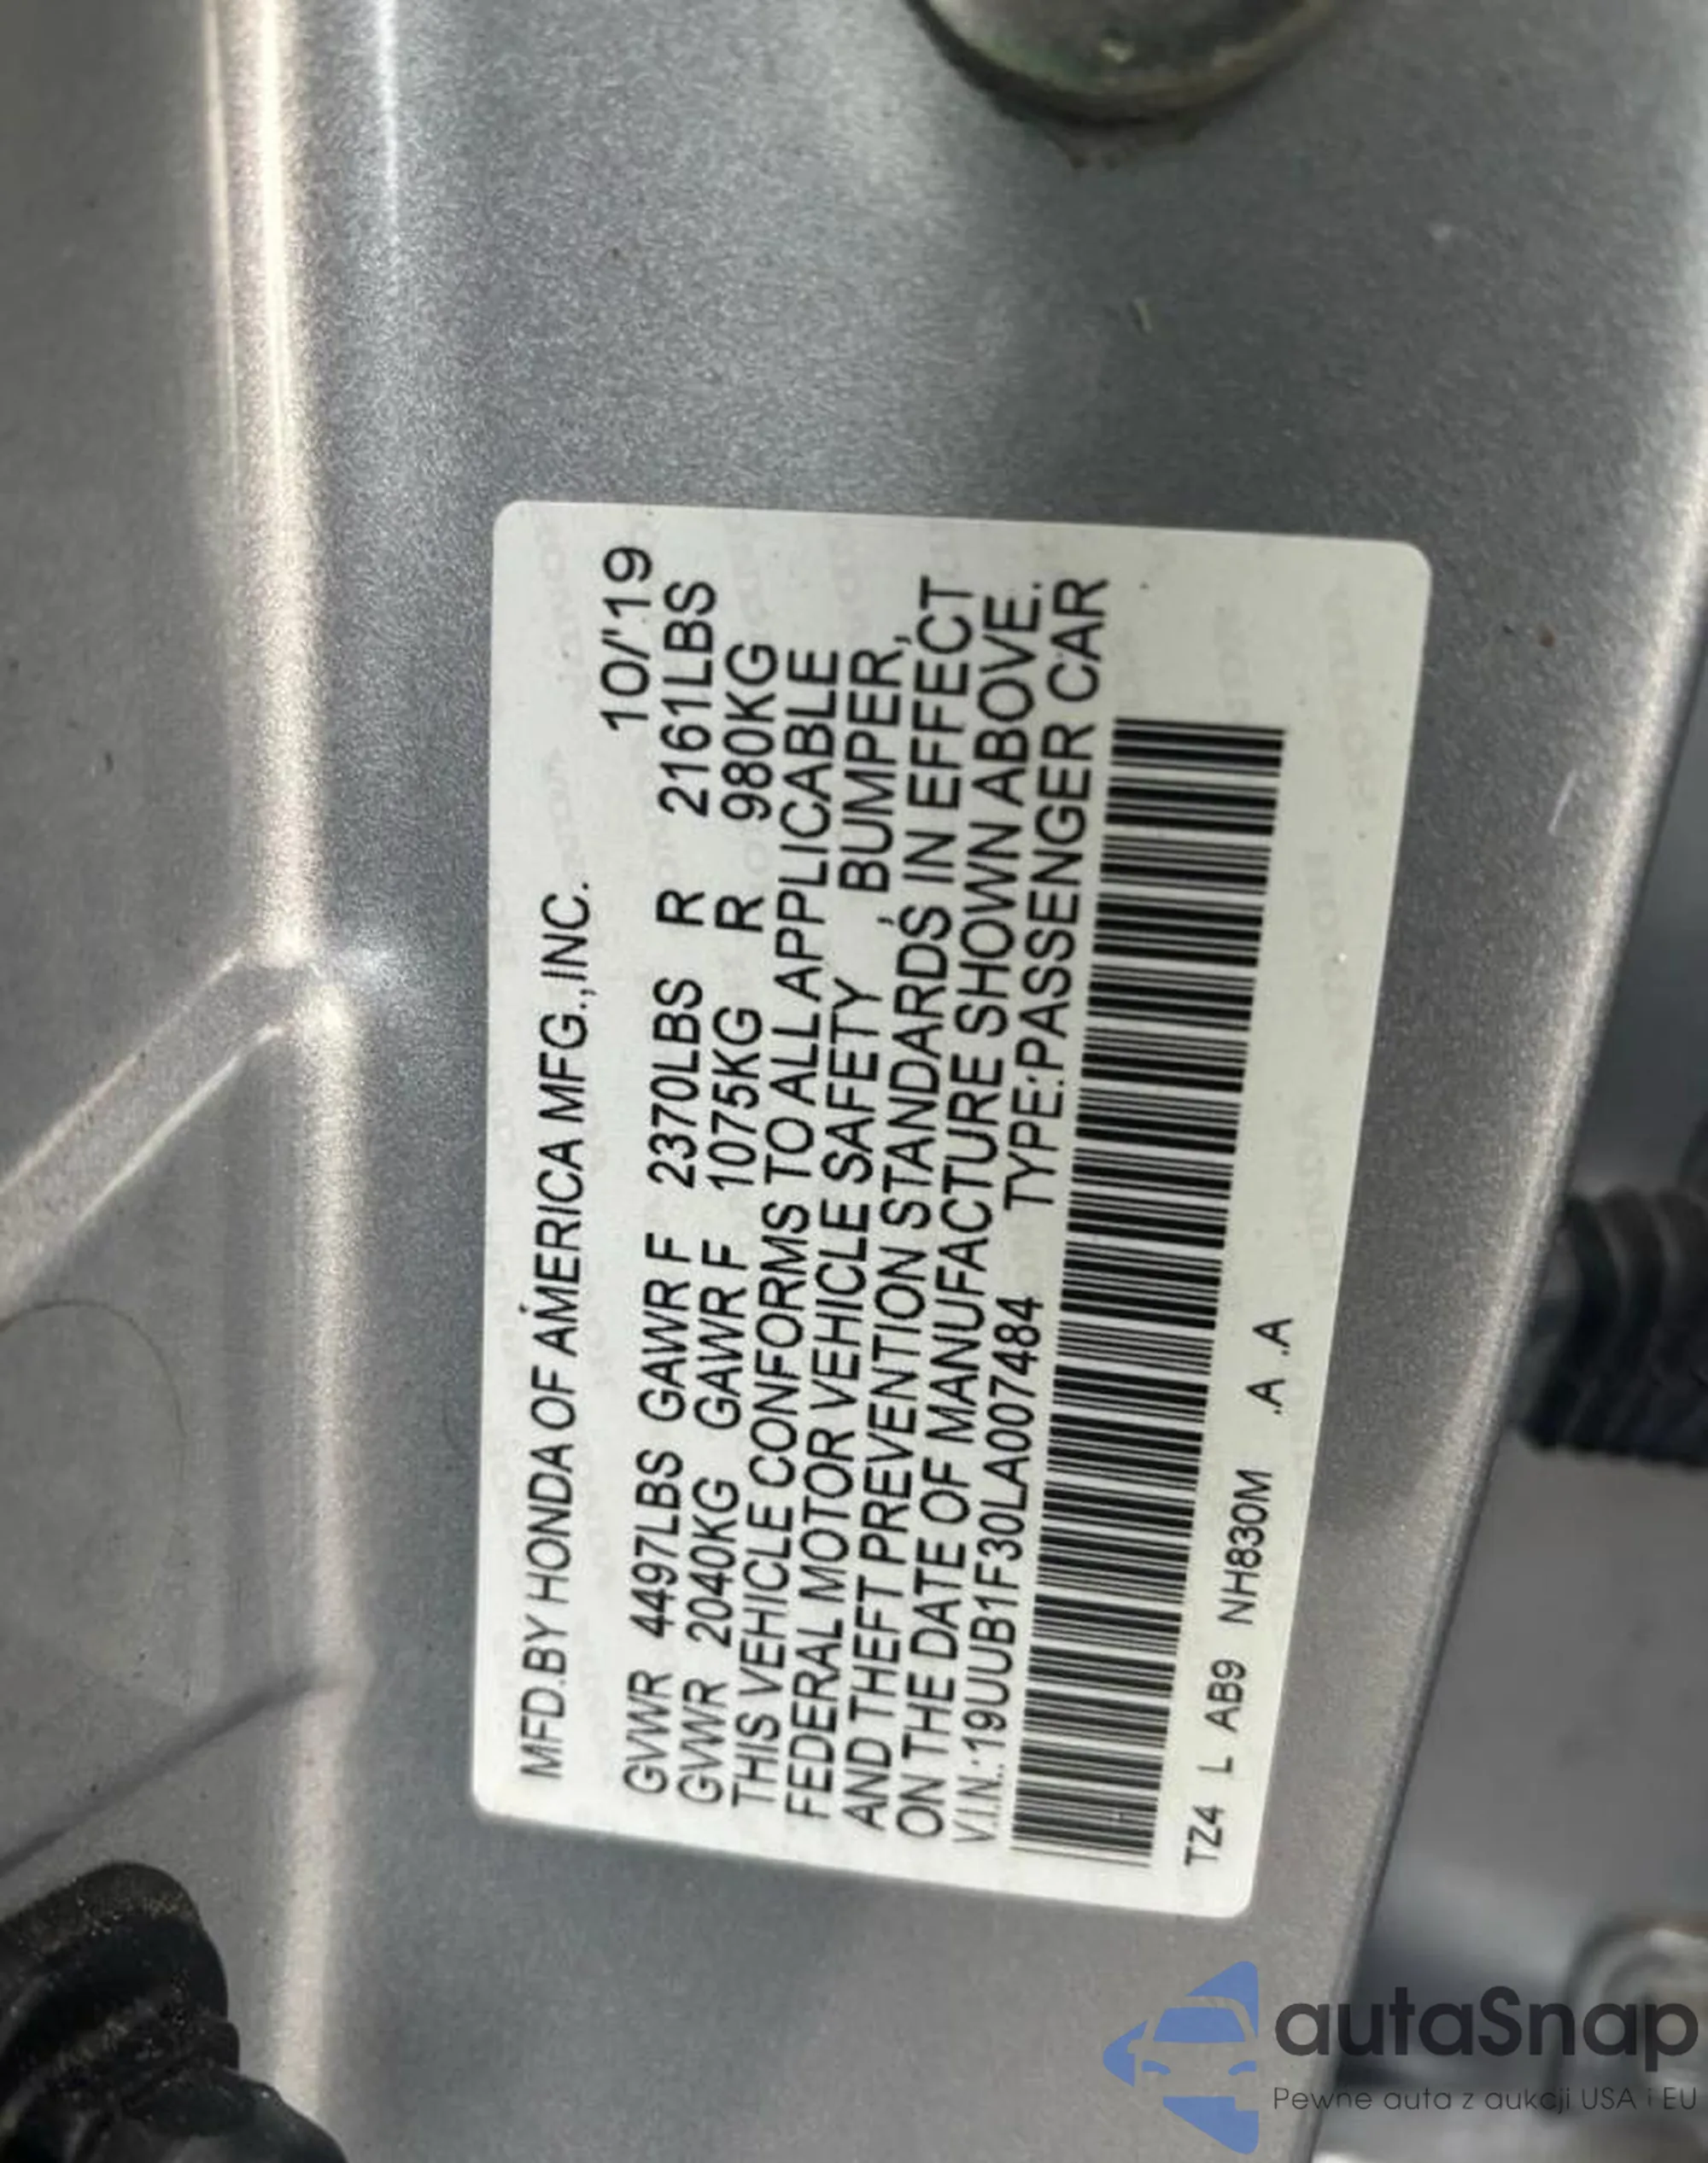 MFD.BY HONDA OF AMERICA MFG.,INC.
10/'19
GVWR 4497LBS GAWR F 2370LBS R 2161LBS
GVWR 2040KG GAWR F 1075KG R 980KG
THIS VEHICLE CONFORMS TO ALL APPLICABLE
FEDERAL MOTOR VEHICLE SAFETY , BUMPER,
AND THEFT PREVENTION STANDARDS IN EFFECT
ON THE DATE OF MANUFACTURE SHOWN ABOVE.
V.I.N.:19UUB1F30LA007484 TYPE:PASSENGER CAR
TZ4 L AB9 NH830M .A .A
autaSnap
Pewne auta z aukcji USA i EU